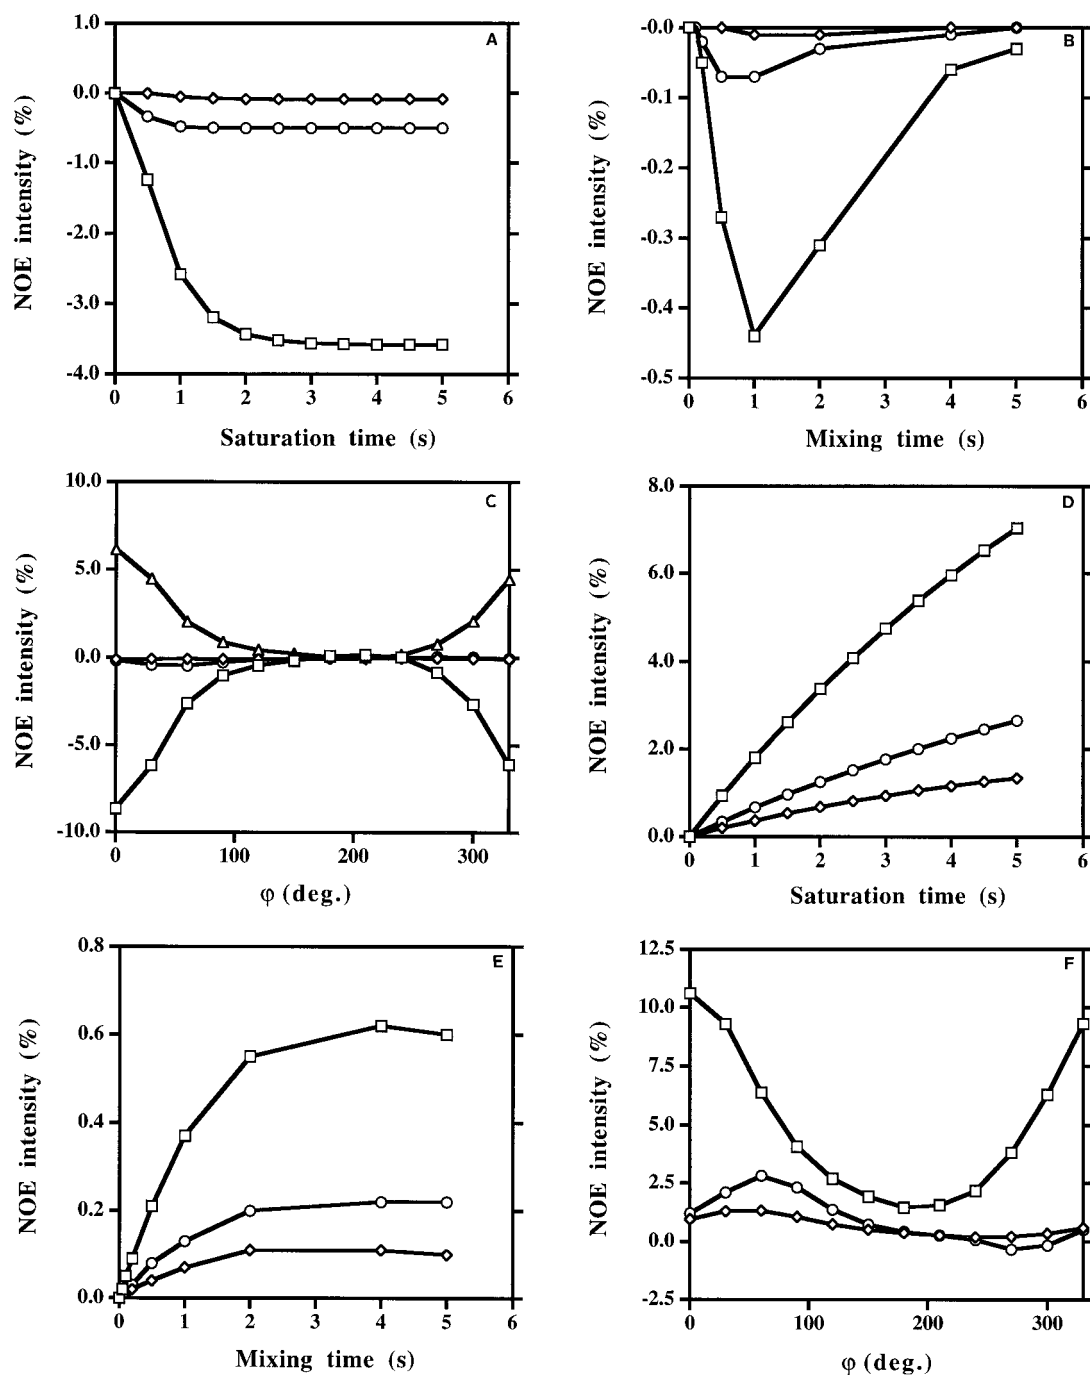 A
NOE intensity (%)
1.0
0.0
-1.0
-2.0
-3.0
-4.0
0 1 2 3 4 5 6
Saturation time (s)
B
NOE intensity (%)
-0.0
-0.1
-0.2
-0.3
-0.4
-0.5
0 1 2 3 4 5 6
Mixing time (s)
C
NOE intensity (%)
10.0
5.0
0.0
-5.0
-10.0
0 100 200 300
φ (deg.)
D
NOE intensity (%)
8.0
6.0
4.0
2.0
0.0
0 1 2 3 4 5 6
Saturation time (s)
E
NOE intensity (%)
0.8
0.6
0.4
0.2
0.0
0 1 2 3 4 5 6
Mixing time (s)
F
NOE intensity (%)
12.5
10.0
7.5
5.0
2.5
0.0
-2.5
0 100 200 300
φ (deg.)